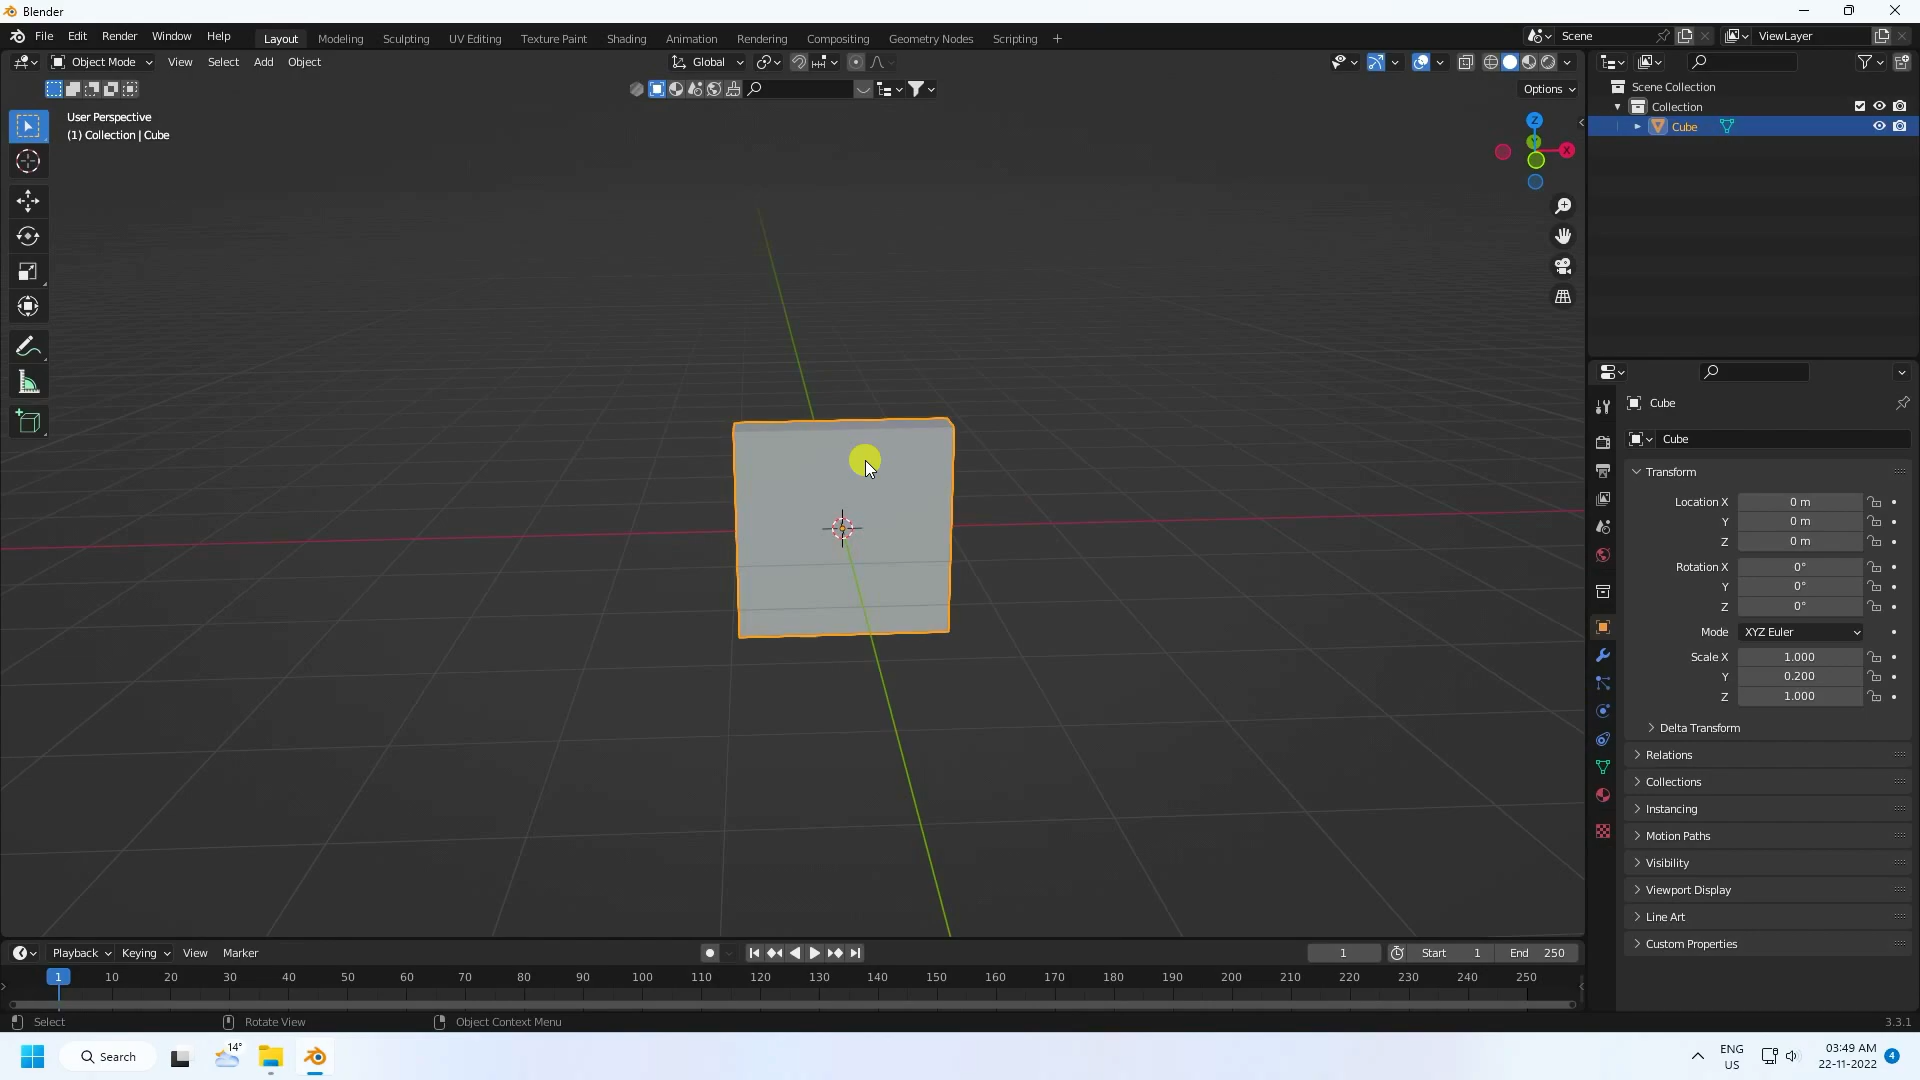 Blender
File Edit Render Window Help
Layout Modeling Sculpting UV Editing Texture Paint Shading Animation Rendering Compositing Geometry Nodes Scripting +
Scene
ViewLayer
Object Mode View Select Add Object
Global
Options
User Perspective
(1) Collection | Cube
Z
X
Scene Collection
Collection
Cube
Cube
Cube
Transform
Location X 0 m
Y 0 m
Z 0 m
Rotation X 0°
Y 0°
Z 0°
Mode XYZ Euler
Scale X 1.000
Y 0.200
Z 1.000
Delta Transform
Relations
Collections
Instancing
Motion Paths
Visibility
Viewport Display
Line Art
Custom Properties
Playback Keying View Marker
1 Start 1 End 250
1 10 20 30 40 50 60 70 80 90 100 110 120 130 140 150 160 170 180 190 200 210 220 230 240 250
Select Rotate View Object Context Menu
3.3.1
Search
14°
ENG
US
03:49 AM
22-11-2022
4